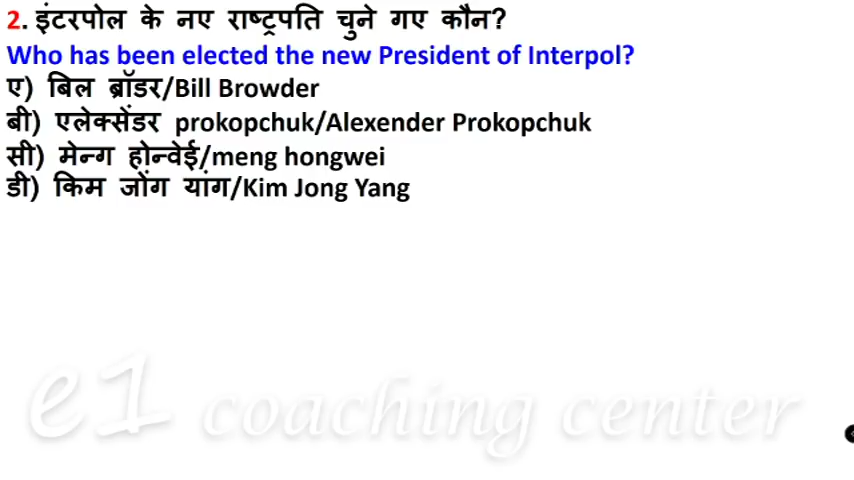 2. इंटरपोल के नए राष्ट्रपति चुने गए कौन?
Who has been elected the new President of Interpol?
ए) बिल ब्रॉडर/Bill Browder
बी) एलेक्सेंडर prokopchuk/Alexender Prokopchuk
सी) मेन्ग होन्वेई/meng hongwei
डी) किम जोंग यांग/Kim Jong Yang
e1 coaching center